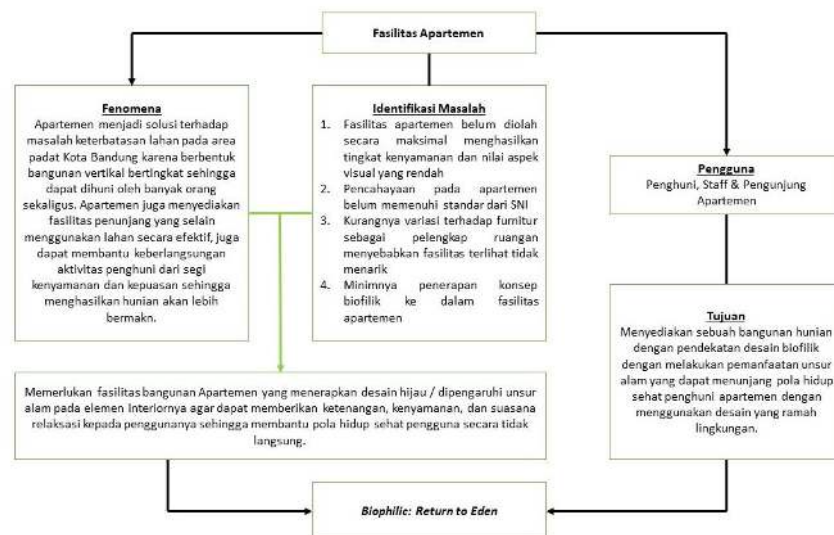 Fasilitas Apartemen
Fenomena
Apartemen menjadi solusi terhadap
masalah keterbatasan lahan pada area
padat Kota Bandung karena berbentuk
bangunan vertikal bertingkat sehingga
dapat dihuni oleh banyak orang
sekaligus. Apartemen juga menyediakan
fasilitas penunjang yang selain
menggunakan lahan secara efektif, juga
dapat membantu keberlangsungan
aktivitas penghuni dari segi
kenyamanan dan kepuasan sehingga
menghasilkan hunian akan lebih
bermakn.
Identifikasi Masalah
1. Fasilitas apartemen belum diolah
secara maksimal menghasilkan
tingkat kenyamanan dan nilai aspek
visual yang rendah
2. Pencahayaan pada apartemen
belum memenuhi standar dari SNI
3. Kurangnya variasi terhadap furnitur
sebagai pelengkap ruangan
menyebabkan fasilitas terlihat tidak
menarik
4. Minimnya penerapan konsep
biofilik ke dalam fasilitas
apartemen
Pengguna
Penghuni, Staff & Pengunjung
Apartemen
Tujuan
Menyediakan sebuah bangunan hunian
dengan pendekatan desain biofilik
dengan melakukan pemanfaatan unsur
alam yang dapat menunjang pola hidup
sehat penghuni apartemen dengan
menggunakan desain yang ramah
lingkungan.
Memerlukan fasilitas bangunan Apartemen yang menerapkan desain hijau / dipengaruhi unsur
alam pada elemen Interiornya agar dapat memberikan ketenangan, kenyamanan, dan suasana
relaksasi kepada penggunanya sehingga membantu pola hidup sehat pengguna secara tidak
langsung.
Biophilic: Return to Eden